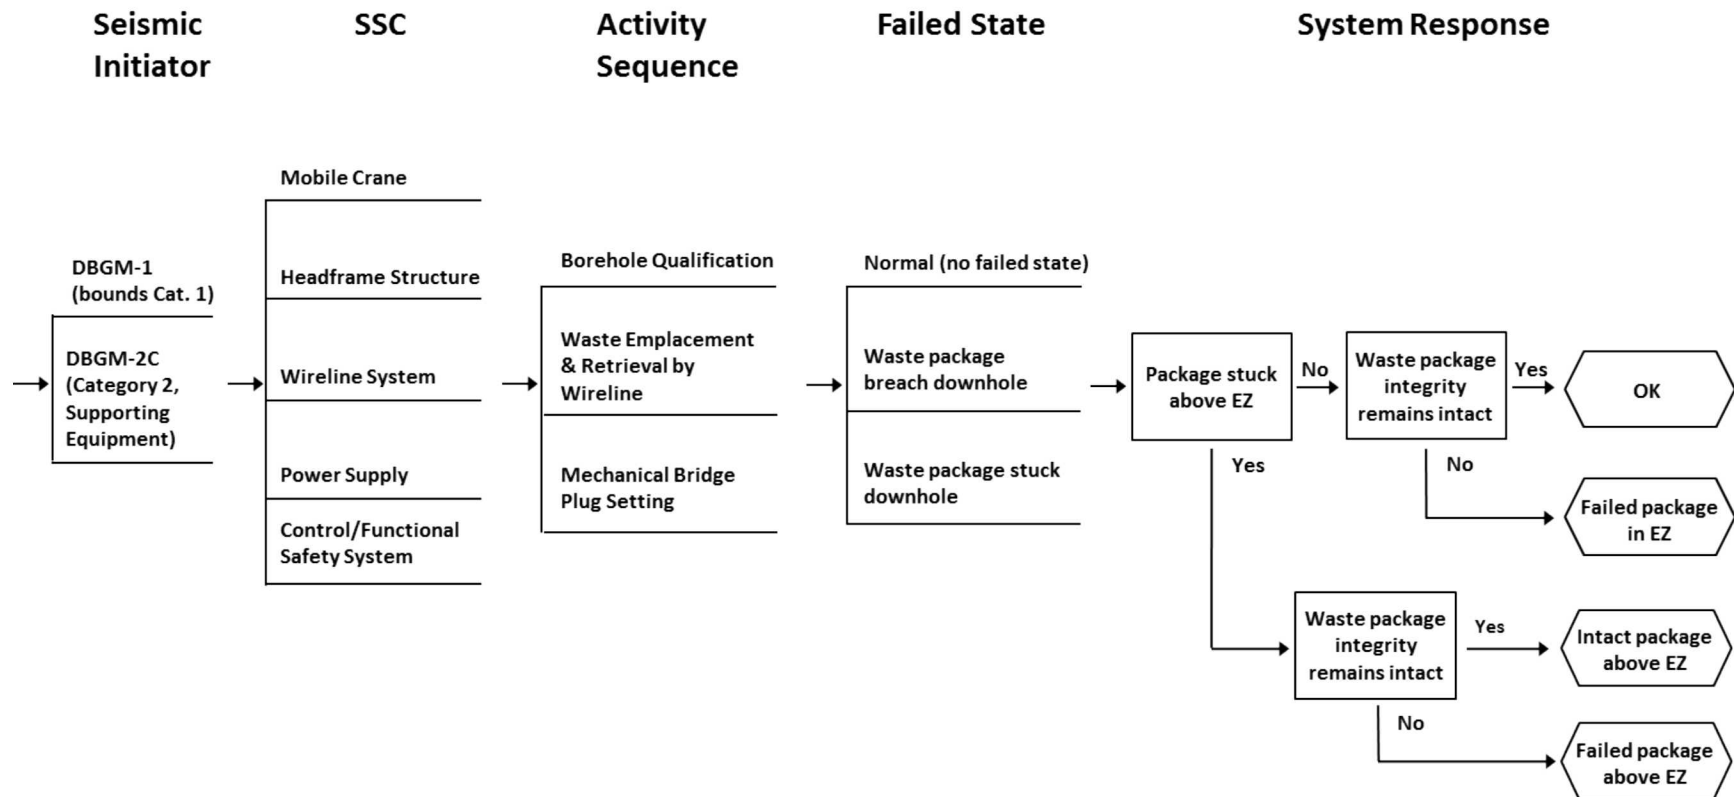 Seismic
Initiator
SSC
Activity
Sequence
Failed State
System Response
DBGM-1
(bounds Cat. 1)
DBGM-2C
(Category 2,
Supporting
Equipment)
Mobile Crane
Headframe Structure
Wireline System
Power Supply
Control/Functional
Safety System
Borehole Qualification
Waste Emplacement
& Retrieval by
Wireline
Mechanical Bridge
Plug Setting
Normal (no failed state)
Waste package
breach downhole
Waste package stuck
downhole
Package stuck
above EZ
No
Waste package
integrity
remains intact
Yes
OK
No
Failed package
in EZ
Yes
Waste package
integrity
remains intact
Yes
Intact package
above EZ
No
Failed package
above EZ